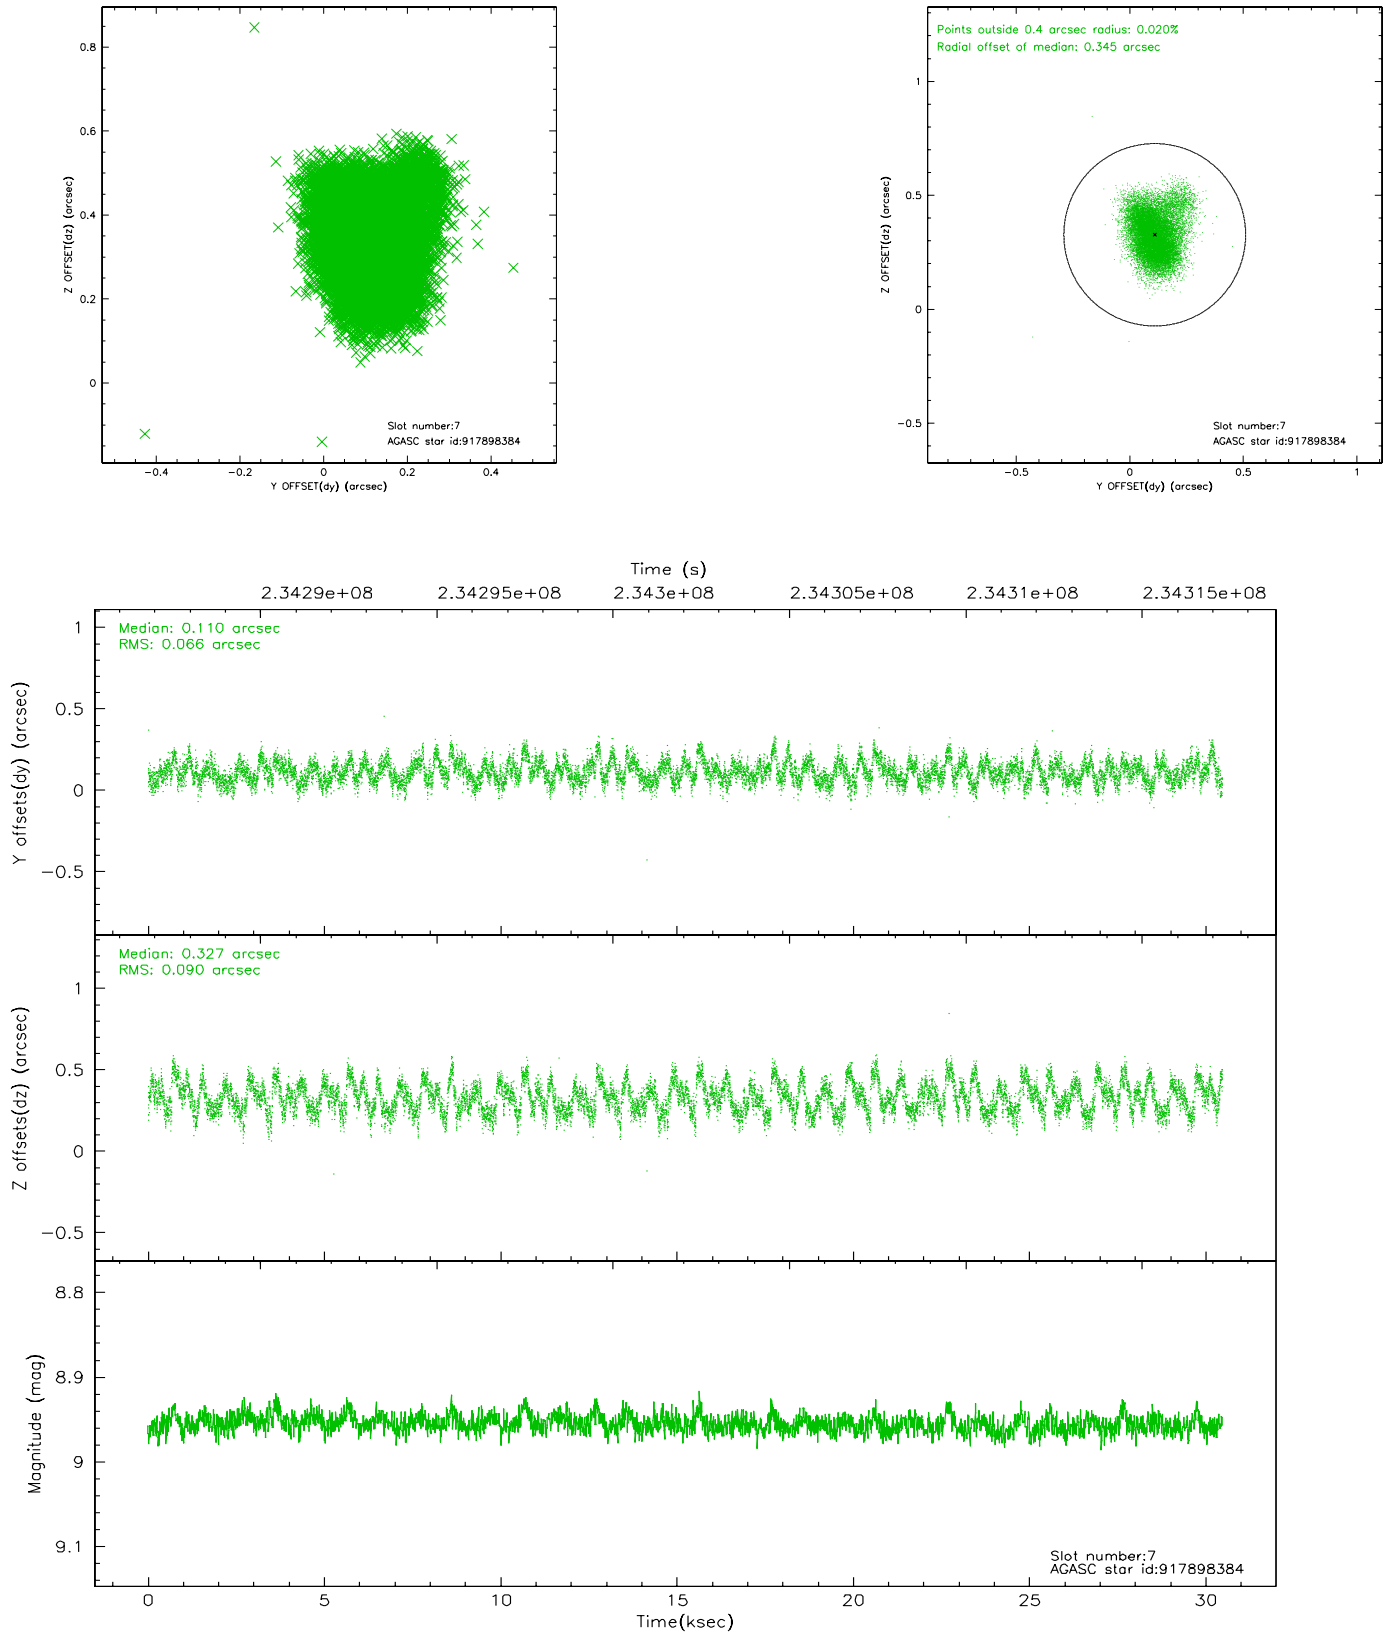 0.8
0.6
0.4
0.2
0
Z OFFSET(dz) (arcsec)
Slot number:7
AGASC star id:917898384
−0.4 −0.2 0 0.2 0.4
Y OFFSET(dy) (arcsec)
Points outside 0.4 arcsec radius: 0.020%
Radial offset of median: 0.345 arcsec
1
0.5
0
−0.5
Z OFFSET(dz) (arcsec)
Slot number:7
AGASC star id:917898384
−0.5 0 0.5 1
Y OFFSET(dy) (arcsec)
Time (s)
2.3429e+08 2.34295e+08 2.343e+08 2.34305e+08 2.3431e+08 2.34315e+08
Median: 0.110 arcsec
RMS: 0.066 arcsec
1
0.5
0
−0.5
Y offsets(dy) (arcsec)
Median: 0.327 arcsec
RMS: 0.090 arcsec
1
0.5
0
−0.5
Z offsets(dz) (arcsec)
8.8
8.9
9
9.1
Magnitude (mag)
Slot number:7
AGASC star id:917898384
0 5 10 15 20 25 30
Time(ksec)